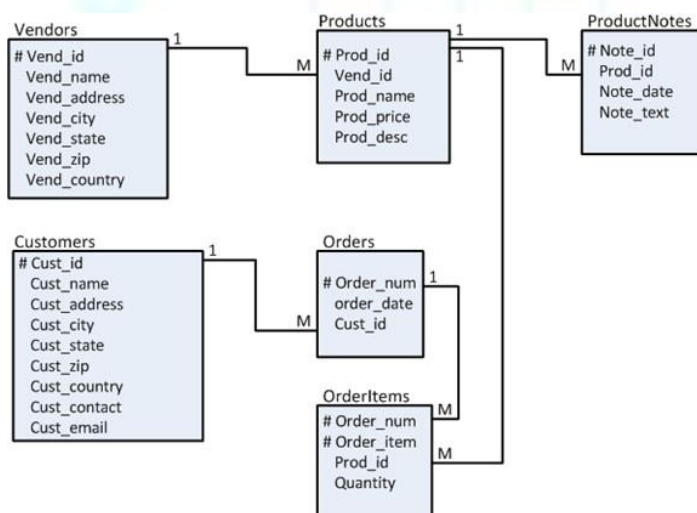 Vendors
# Vend_id
Vend_name
Vend_address
Vend_city
Vend_state
Vend_zip
Vend_country
1
M
Products
# Prod_id
Vend_id
Prod_name
Prod_price
Prod_desc
1
1
M
ProductNotes
# Note_id
Prod_id
Note_date
Note_text
Customers
# Cust_id
Cust_name
Cust_address
Cust_city
Cust_state
Cust_zip
Cust_country
Cust_contact
Cust_email
1
M
Orders
# Order_num
order_date
Cust_id
1
OrderItems
# Order_num
# Order_item
Prod_id
Quantity
M
M